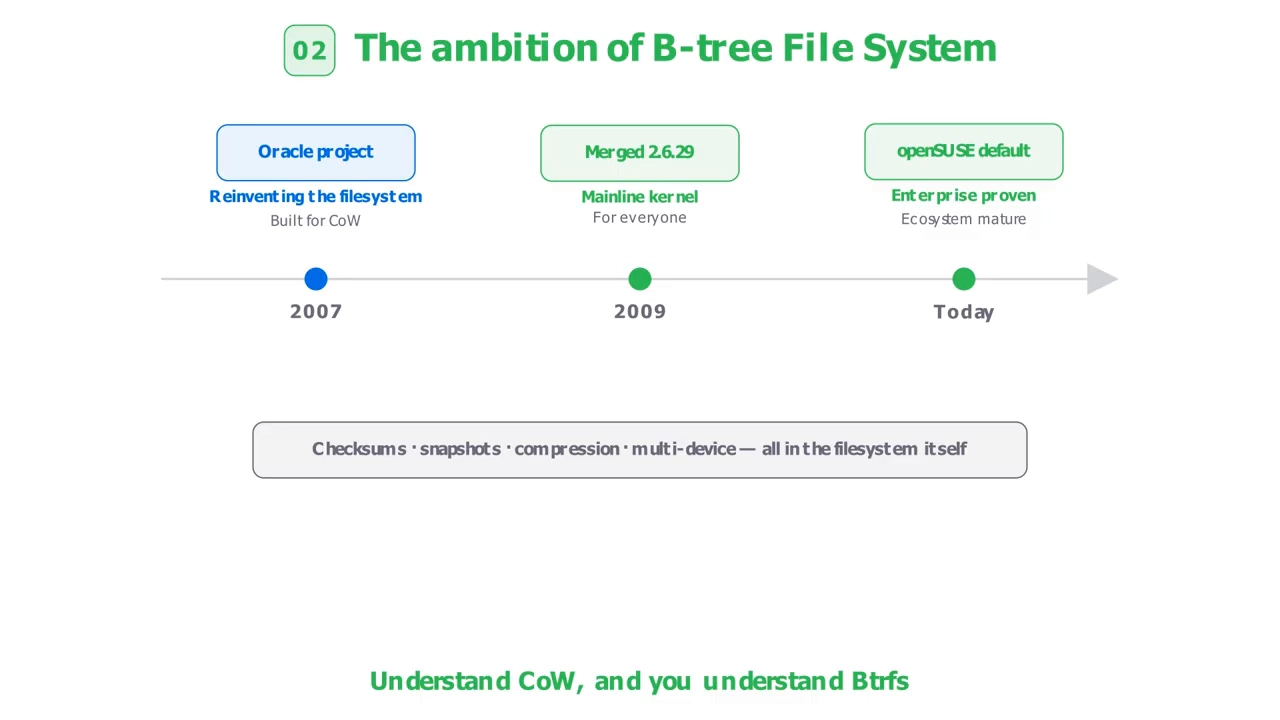 02 The ambition of B-tree File System
Oracle project
Reinventing the filesystem
Built for CoW
Merged 2.6.29
Mainline kernel
For everyone
openSUSE default
Enterprise proven
Ecosystem mature
2007
2009
Today
Checksums · snapshots · compression · multi-device — all in the filesystem itself
Understand CoW, and you understand Btrfs